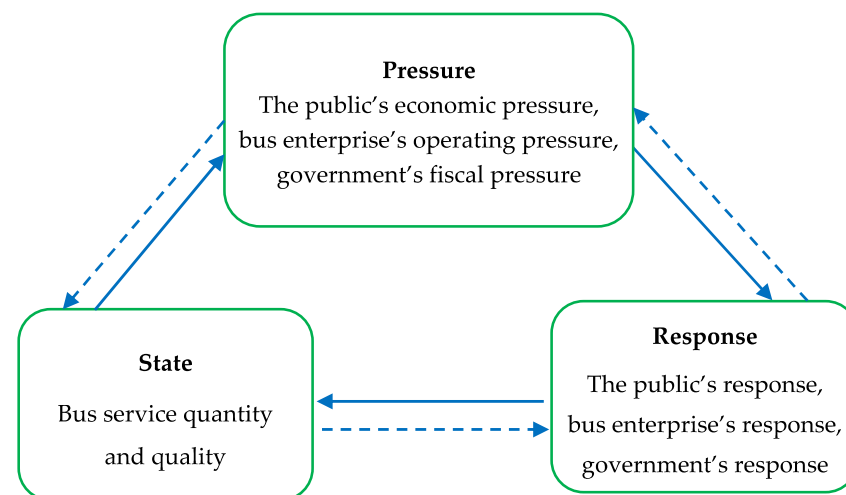 Pressure
The public’s economic pressure,
bus enterprise’s operating pressure,
government’s fiscal pressure
State
Bus service quantity
and quality
Response
The public’s response,
bus enterprise’s response,
government’s response